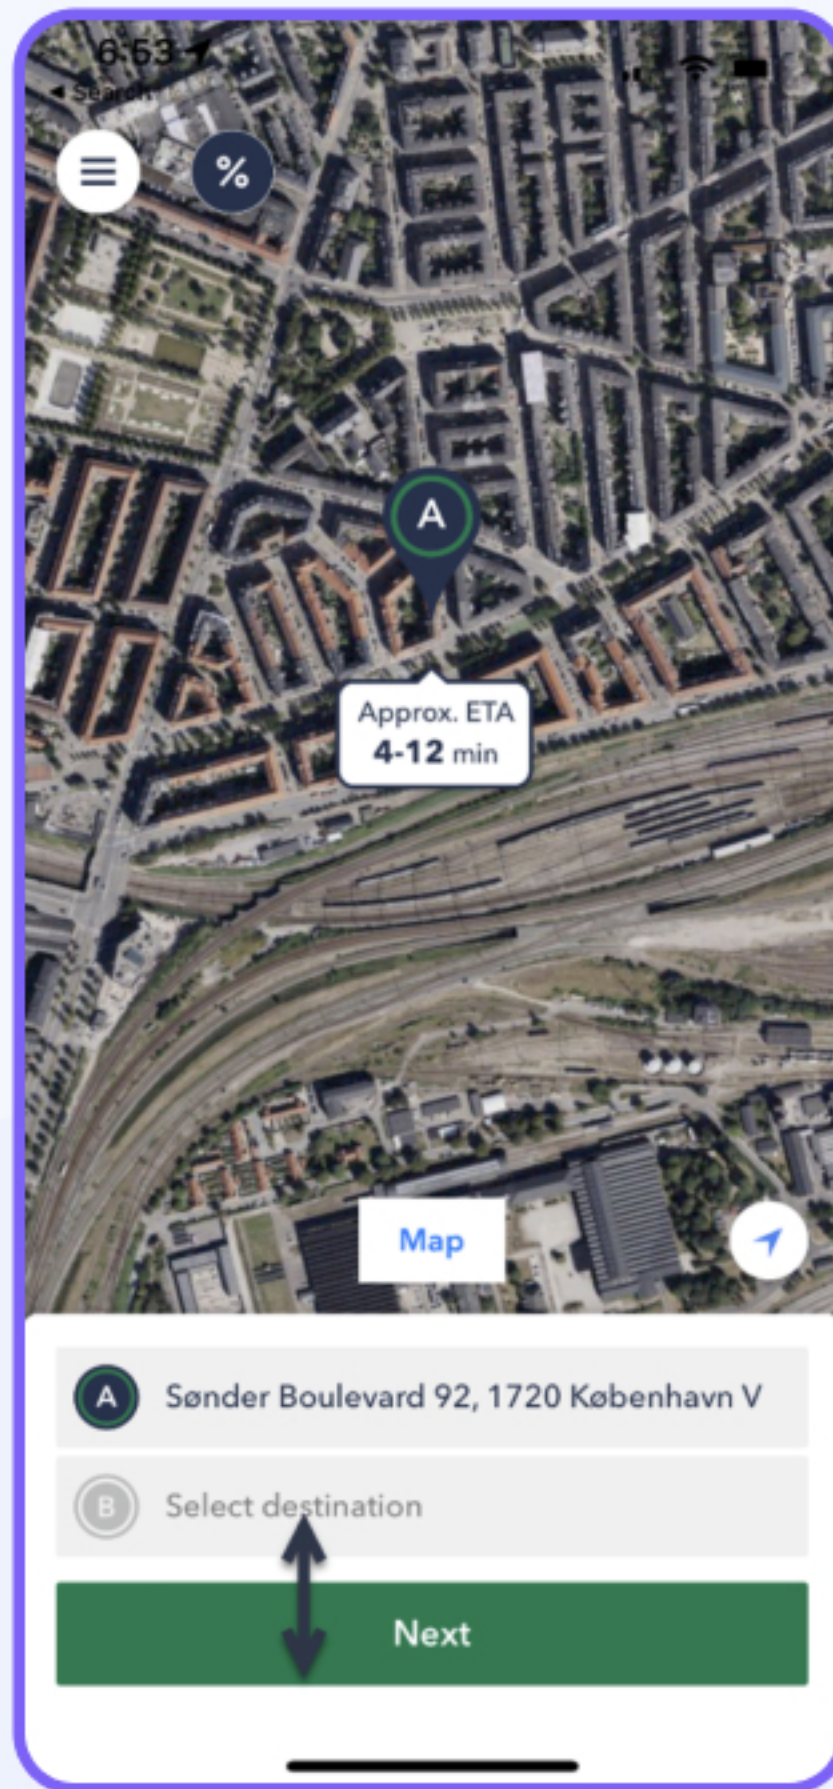 6:53
Search
%
A
Approx. ETA
4-12 min
Map
A Sønder Boulevard 92, 1720 København V
B Select destination
Next